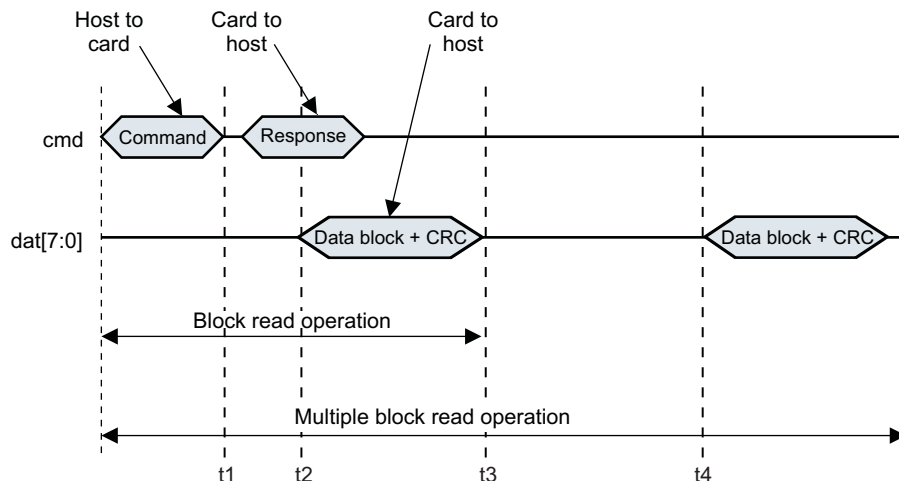 Host to
card
Card to
host
Card to
host
cmd
Command
Response
dat[7:0]
Data block + CRC
Data block + CRC
Block read operation
Multiple block read operation
t1
t2
t3
t4